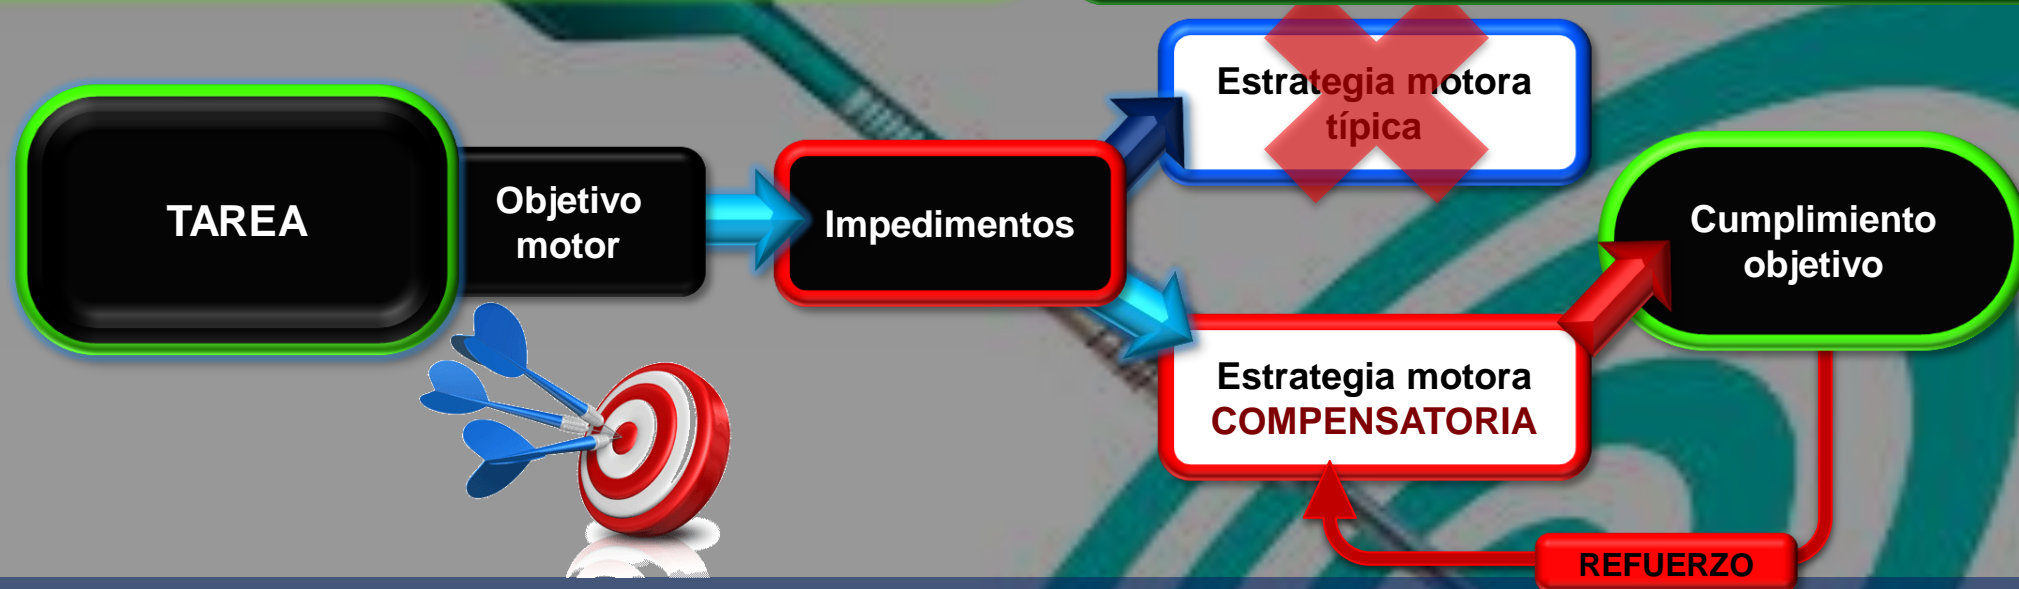 TAREA
Objetivo
motor
Impedimentos
Estrategia motora
típica
Estrategia motora
COMPENSATORIA
Cumplimiento
objetivo
REFUERZO